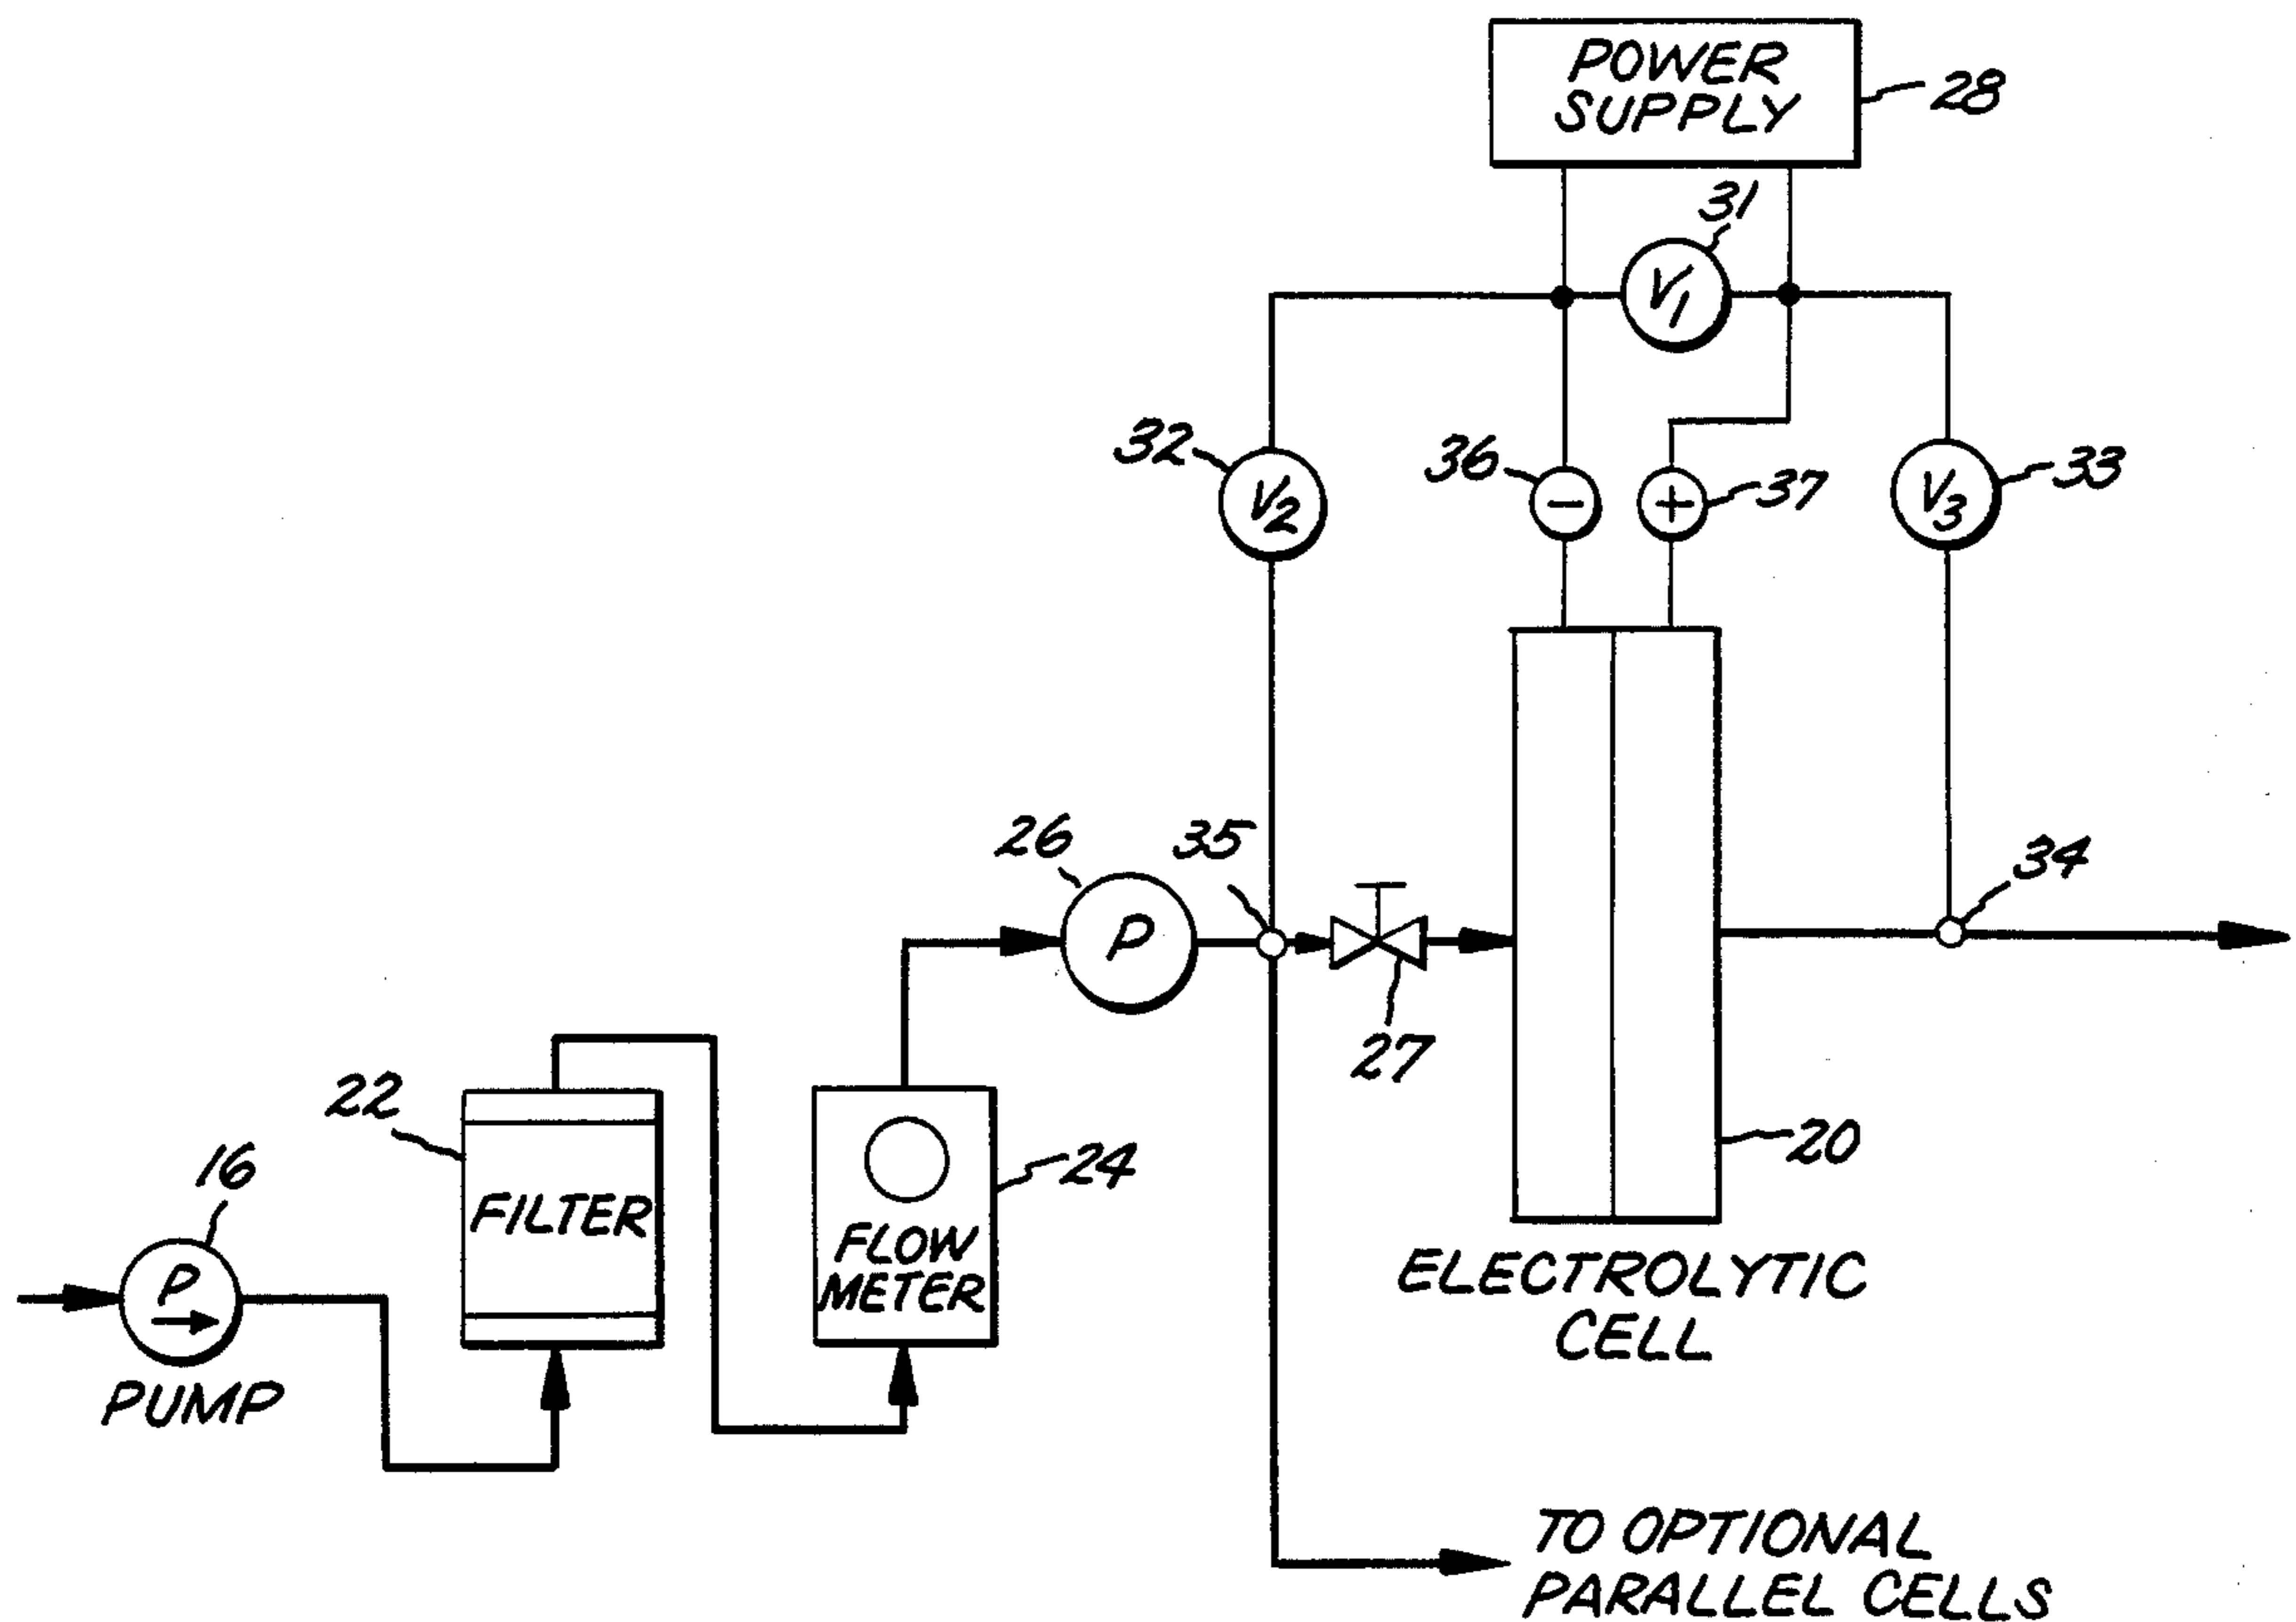 POWER
SUPPLY
28
31
V1
32
V2
36
-
+
37
V3
33
26
P
35
34
27
22
FILTER
24
FLOW
METER
20
16
P
PUMP
ELECTROLYTIC
CELL
TO OPTIONAL
PARALLEL CELLS